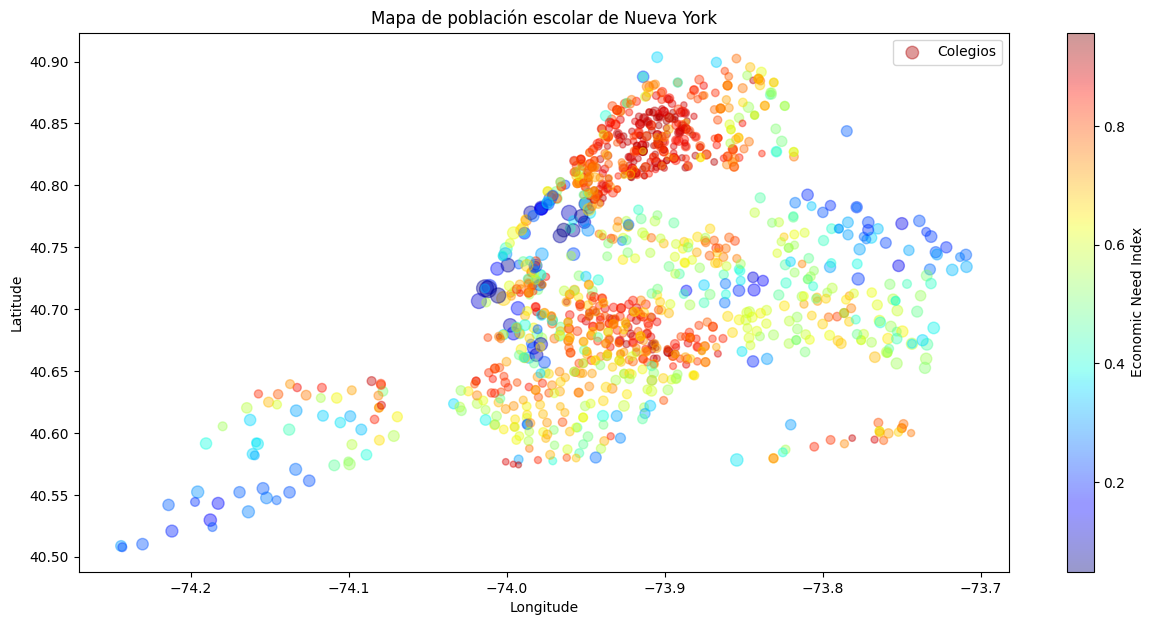 Mapa de población escolar de Nueva York
Colegios
40.90
40.85
40.80
40.75
40.70
40.65
40.60
40.55
40.50
Latitude
−74.2 −74.1 −74.0 −73.9 −73.8 −73.7
Longitude
0.8
0.6
0.4
0.2
Economic Need Index